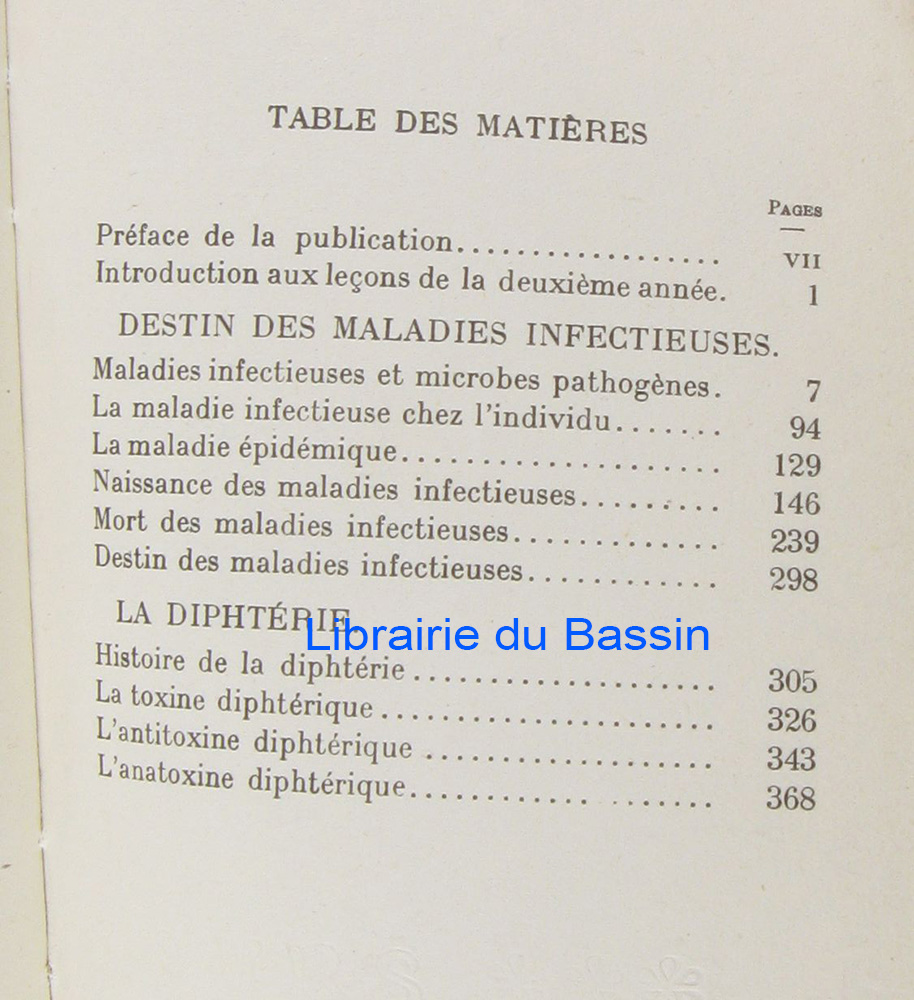 TABLE DES MATIÈRES
PAGES
Préface de la publication.................. VII
Introduction aux leçons de la deuxième année. 1
DESTIN DES MALADIES INFECTIEUSES.
Maladies infectieuses et microbes pathogènes. 7
La maladie infectieuse chez l'individu....... 94
La maladie épidémique.................... 129
Naissance des maladies infectieuses......... 146
Mort des maladies infectieuses............. 239
Destin des maladies infectieuses............ 298
LA DIPHTÉRIE.
Librairie du Bassin
Histoire de la diphtérie................... 305
La toxine diphtérique..................... 326
L'antitoxine diphtérique.................. 343
L'anatoxine diphtérique................... 368